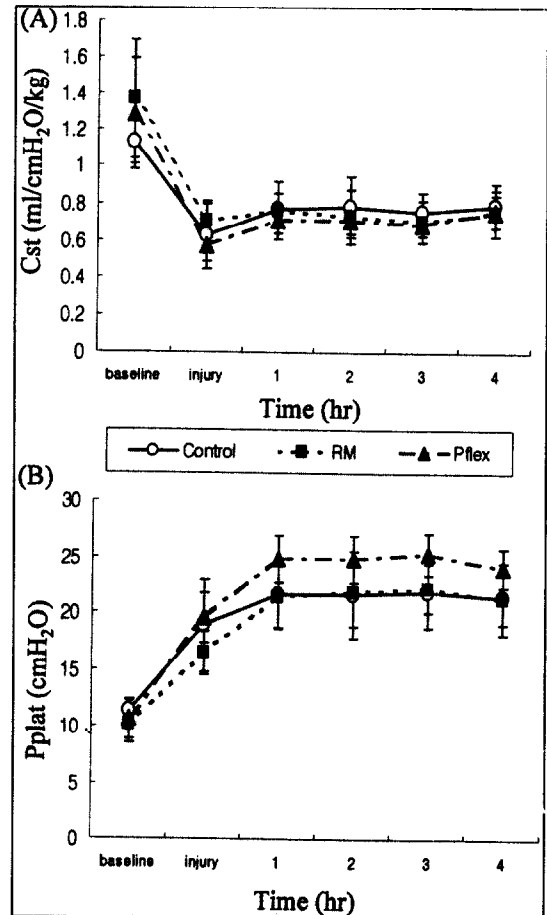 (A)
Cst (ml/cmH₂O/kg)
1.8
1.6
1.4
1.2
1
0.8
0.6
0.4
0.2
0
baseline injury 1 2 3 4
Time (hr)
Control RM Pflex
(B)
Pplat (cmH₂O)
30
25
20
15
10
5
0
baseline injury 1 2 3 4
Time (hr)